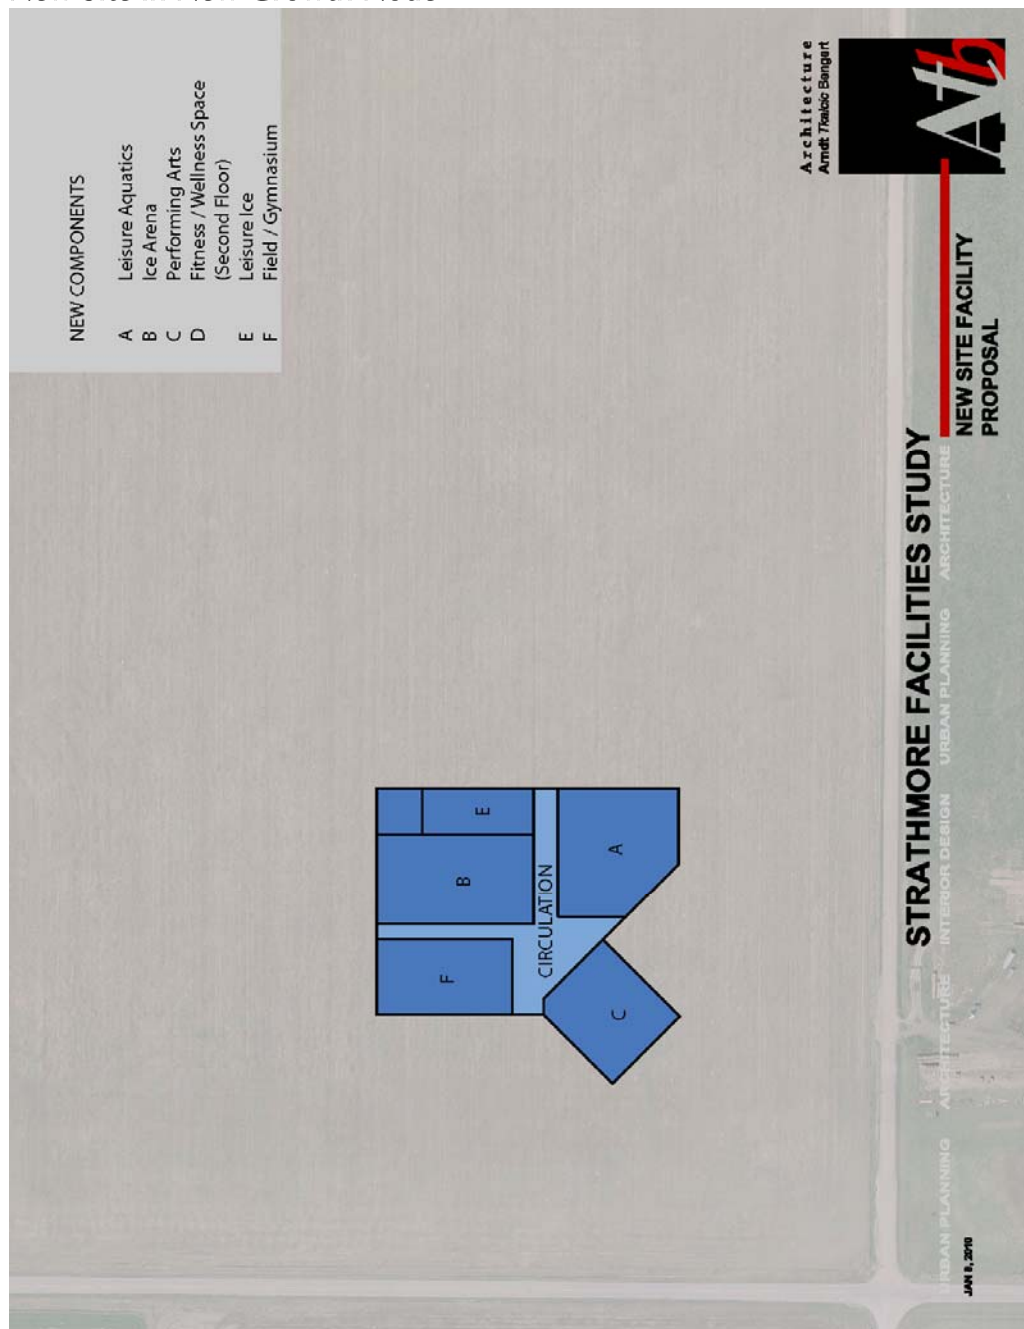 NEW COMPONENTS
A Leisure Aquatics
B Ice Arena
C Performing Arts
D Fitness / Wellness Space
(Second Floor)
E Leisure Ice
F Field / Gymnasium
F
B
E
CIRCULATION
C
A
Architecture
Arndt Tkalcic Bengert
Atb
STRATHMORE FACILITIES STUDY
URBAN PLANNING ARCHITECTURE INTERIOR DESIGN URBAN PLANNING ARCHITECTURE
NEW SITE FACILITY
PROPOSAL
JAN 8, 2010